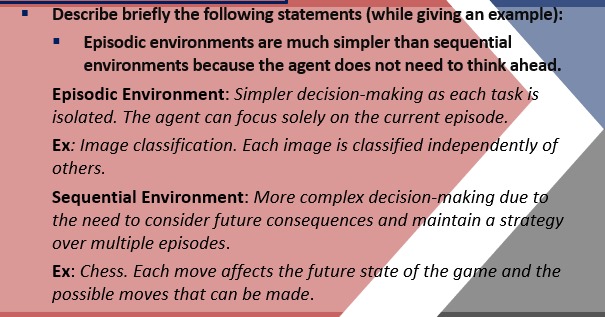 ▪ Describe briefly the following statements (while giving an example):
▪ Episodic environments are much simpler than sequential
environments because the agent does not need to think ahead.
Episodic Environment: Simpler decision-making as each task is
isolated. The agent can focus solely on the current episode.
Ex: Image classification. Each image is classified independently of
others.
Sequential Environment: More complex decision-making due to
the need to consider future consequences and maintain a strategy
over multiple episodes.
Ex: Chess. Each move affects the future state of the game and the
possible moves that can be made.